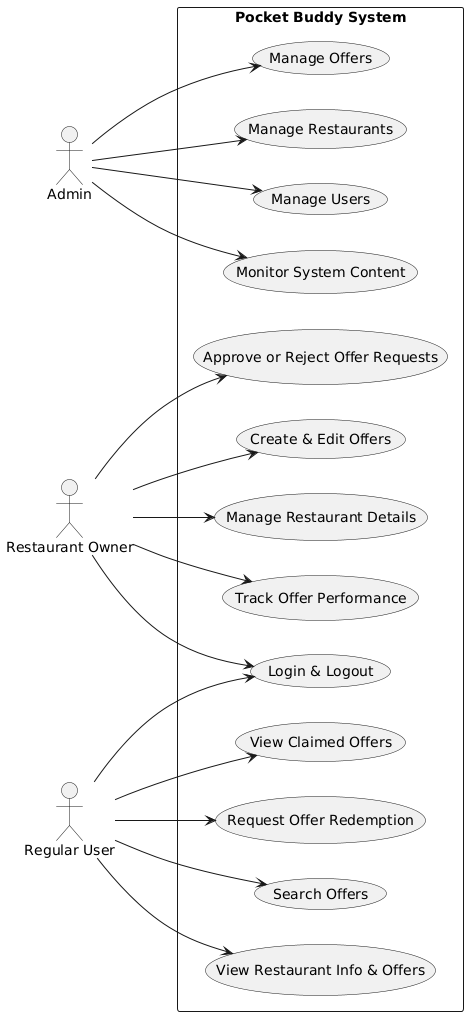 Pocket Buddy System
Manage Offers
Manage Restaurants
Manage Users
Admin
Monitor System Content
Approve or Reject Offer Requests
Create & Edit Offers
Manage Restaurant Details
Restaurant Owner
Track Offer Performance
Login & Logout
View Claimed Offers
Request Offer Redemption
Regular User
Search Offers
View Restaurant Info & Offers